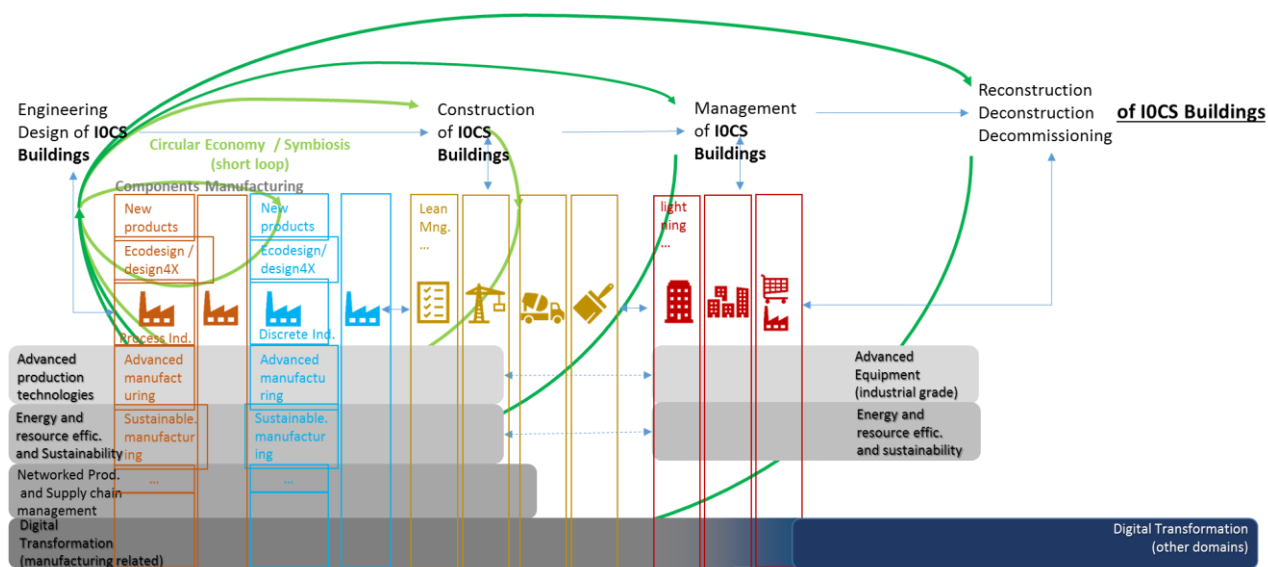 Engineering
Design of I0CS
Buildings
Construction
of I0CS
Buildings
Management
of I0CS
Buildings
Reconstruction
Deconstruction
Decommissioning
of I0CS Buildings
Circular Economy / Symbiosis
(short loop)
Components Manufacturing
New
products
Ecodesign /
design4X
Process Ind.
Advanced
manufact
uring
Sustainable.
manufactur
ing
...
New
products
Ecodesign/
design4X
Discrete Ind.
Advanced
manufactu
ring
Sustainable.
manufactur
ing
...
Lean
Mng.
...
light
ning
...
Advanced
production
technologies
Energy and
resource effic.
and Sustainability
Networked Prod.
and Supply chain
management
Digital
Transformation
(manufacturing related)
Advanced
Equipment
(industrial grade)
Energy and
resource effic.
and sustainability
Digital Transformation
(other domains)